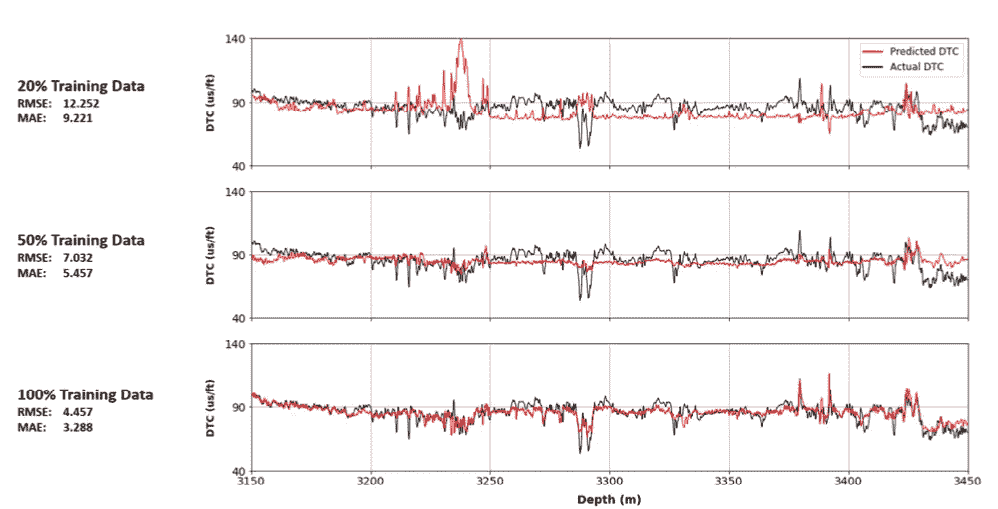 20% Training Data
RMSE: 12.252
MAE: 9.221
140
90
40
DTC (us/ft)
Predicted DTC
Actual DTC
50% Training Data
RMSE: 7.032
MAE: 5.457
140
90
40
DTC (us/ft)
100% Training Data
RMSE: 4.457
MAE: 3.288
140
90
40
DTC (us/ft)
3150 3200 3250 3300 3350 3400 3450
Depth (m)